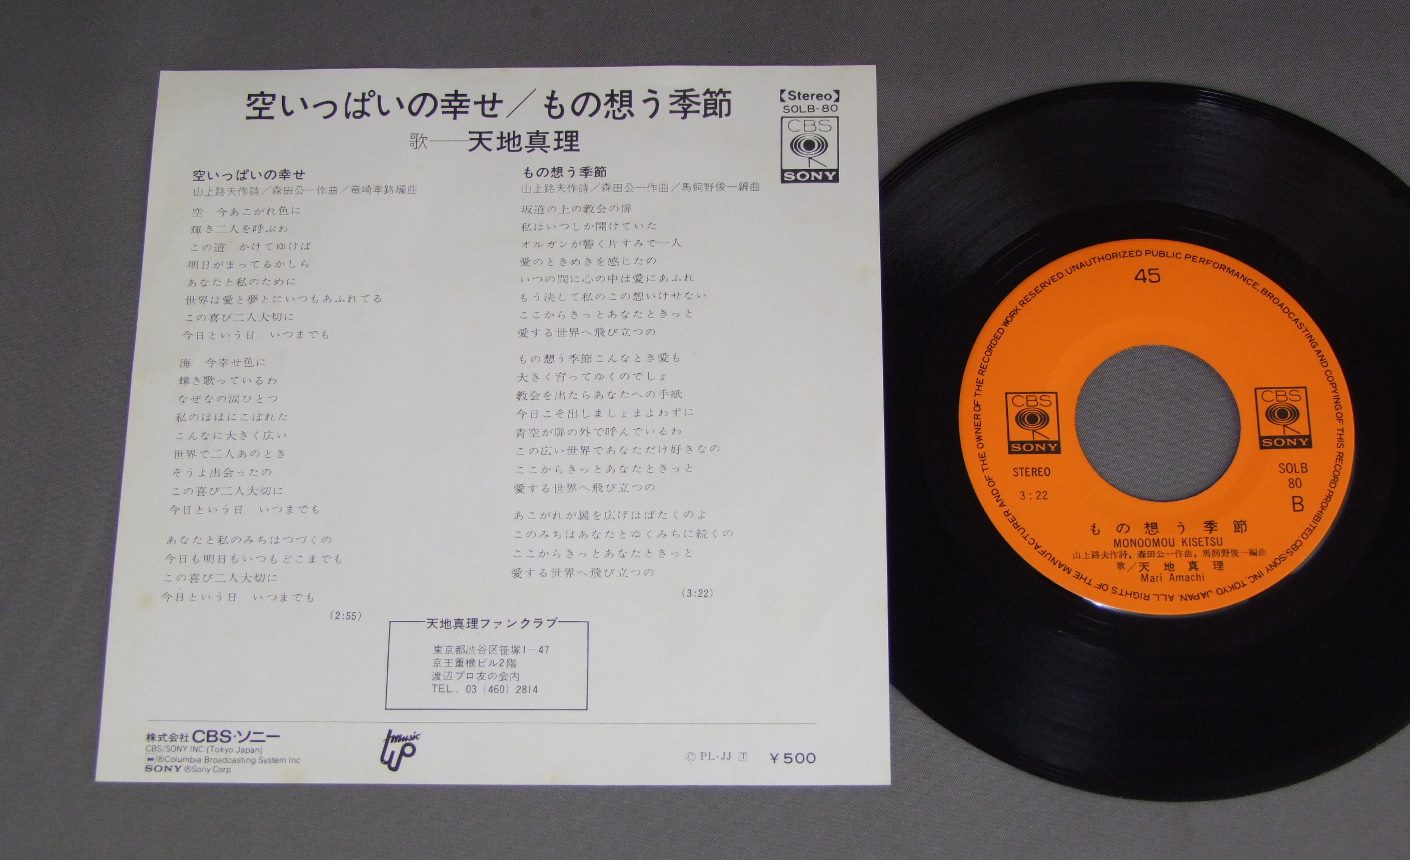 空いっぱいの幸せ／もの想う季節
歌──天地真理
【Stereo】
SOLB-80
CBS
SONY
空いっぱいの幸せ
山上路夫作詩／森田公一作曲／竜崎孝路編曲
空　今あこがれ色に
輝き二人を呼ぶわ
この道　かけてゆけば
明日がまってるかしら
あなたと私のために
世界は愛と夢とにいつもあふれてる
この喜び二人大切に
今日という日　いつまでも
海　今幸せ色に
輝き歌っているわ
なぜなの涙ひとつ
私のほほにこぼれた
こんなに大きく広い
世界で二人あのとき
そうよ出会ったの
この喜び二人大切に
今日という日　いつまでも
あなたと私のみちはつづくの
今日も明日もいつもどこまでも
この喜び二人大切に
今日という日　いつまでも
(2:55)
もの想う季節
山上路夫作詩／森田公一作曲／馬飼野俊一編曲
坂道の上の教会の扉
私はいつしか開けていた
オルガンが響く片すみで一人
愛のときめきを感じたの
いつの間に心の中は愛にあふれ
もう決して私のこの想いけせない
ここからきっとあなたときっと
愛する世界へ飛び立つの
もの想う季節こんなとき愛も
大きく育ってゆくのでしょ
教会を出たらあなたへの手紙
今日こそ出しましょまよわずに
青空が扉の外で呼んでいるわ
この広い世界であなただけ好きなの
ここからきっとあなたときっと
愛する世界へ飛び立つの
あこがれが翼を広げはばたくのよ
このみちはあなたとゆくみちに続くの
ここからきっとあなたときっと
愛する世界へ飛び立つの
(3:22)
天地真理ファンクラブ
東京都渋谷区笹塚1-47
京王重機ビル2階
渡辺プロ友の会内
TEL. 03 (460) 2814
株式会社CBS・ソニー
CBS/SONY INC.(Tokyo Japan)
®Columbia Broadcasting System Inc
SONY ®Sony Corp
music UP
© PL・JJ T ￥500
45
MANUFACTURER AND OF THE OWNER OF THE RECORDED WORK RESERVED. UNAUTHORIZED PUBLIC PERFORMANCE, BROADCASTING AND COPYING OF THIS RECORD PROHIBITED CBS/SONY INC. TOKYO JAPAN. ALL RIGHTS OF THE
CBS
SONY
STEREO
3:22
CBS
SONY
SOLB
80
B
もの想う季節
MONOOMOU KISETSU
山上路夫作詩, 森田公一作曲, 馬飼野俊一編曲
歌／天地真理
Mari Amachi